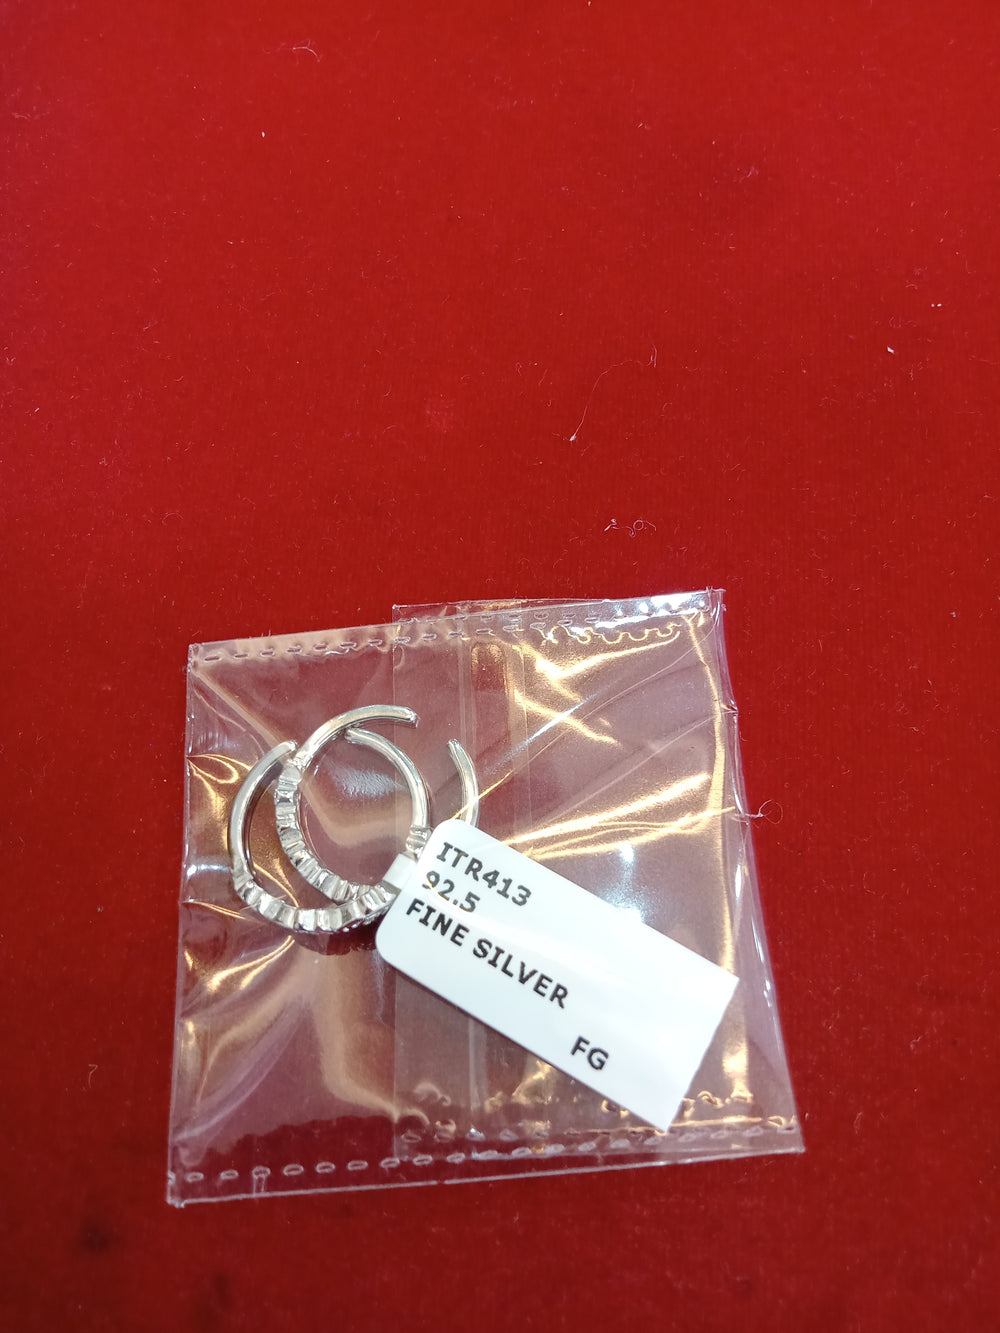 ITR413
92.5
FINE SILVER
FG